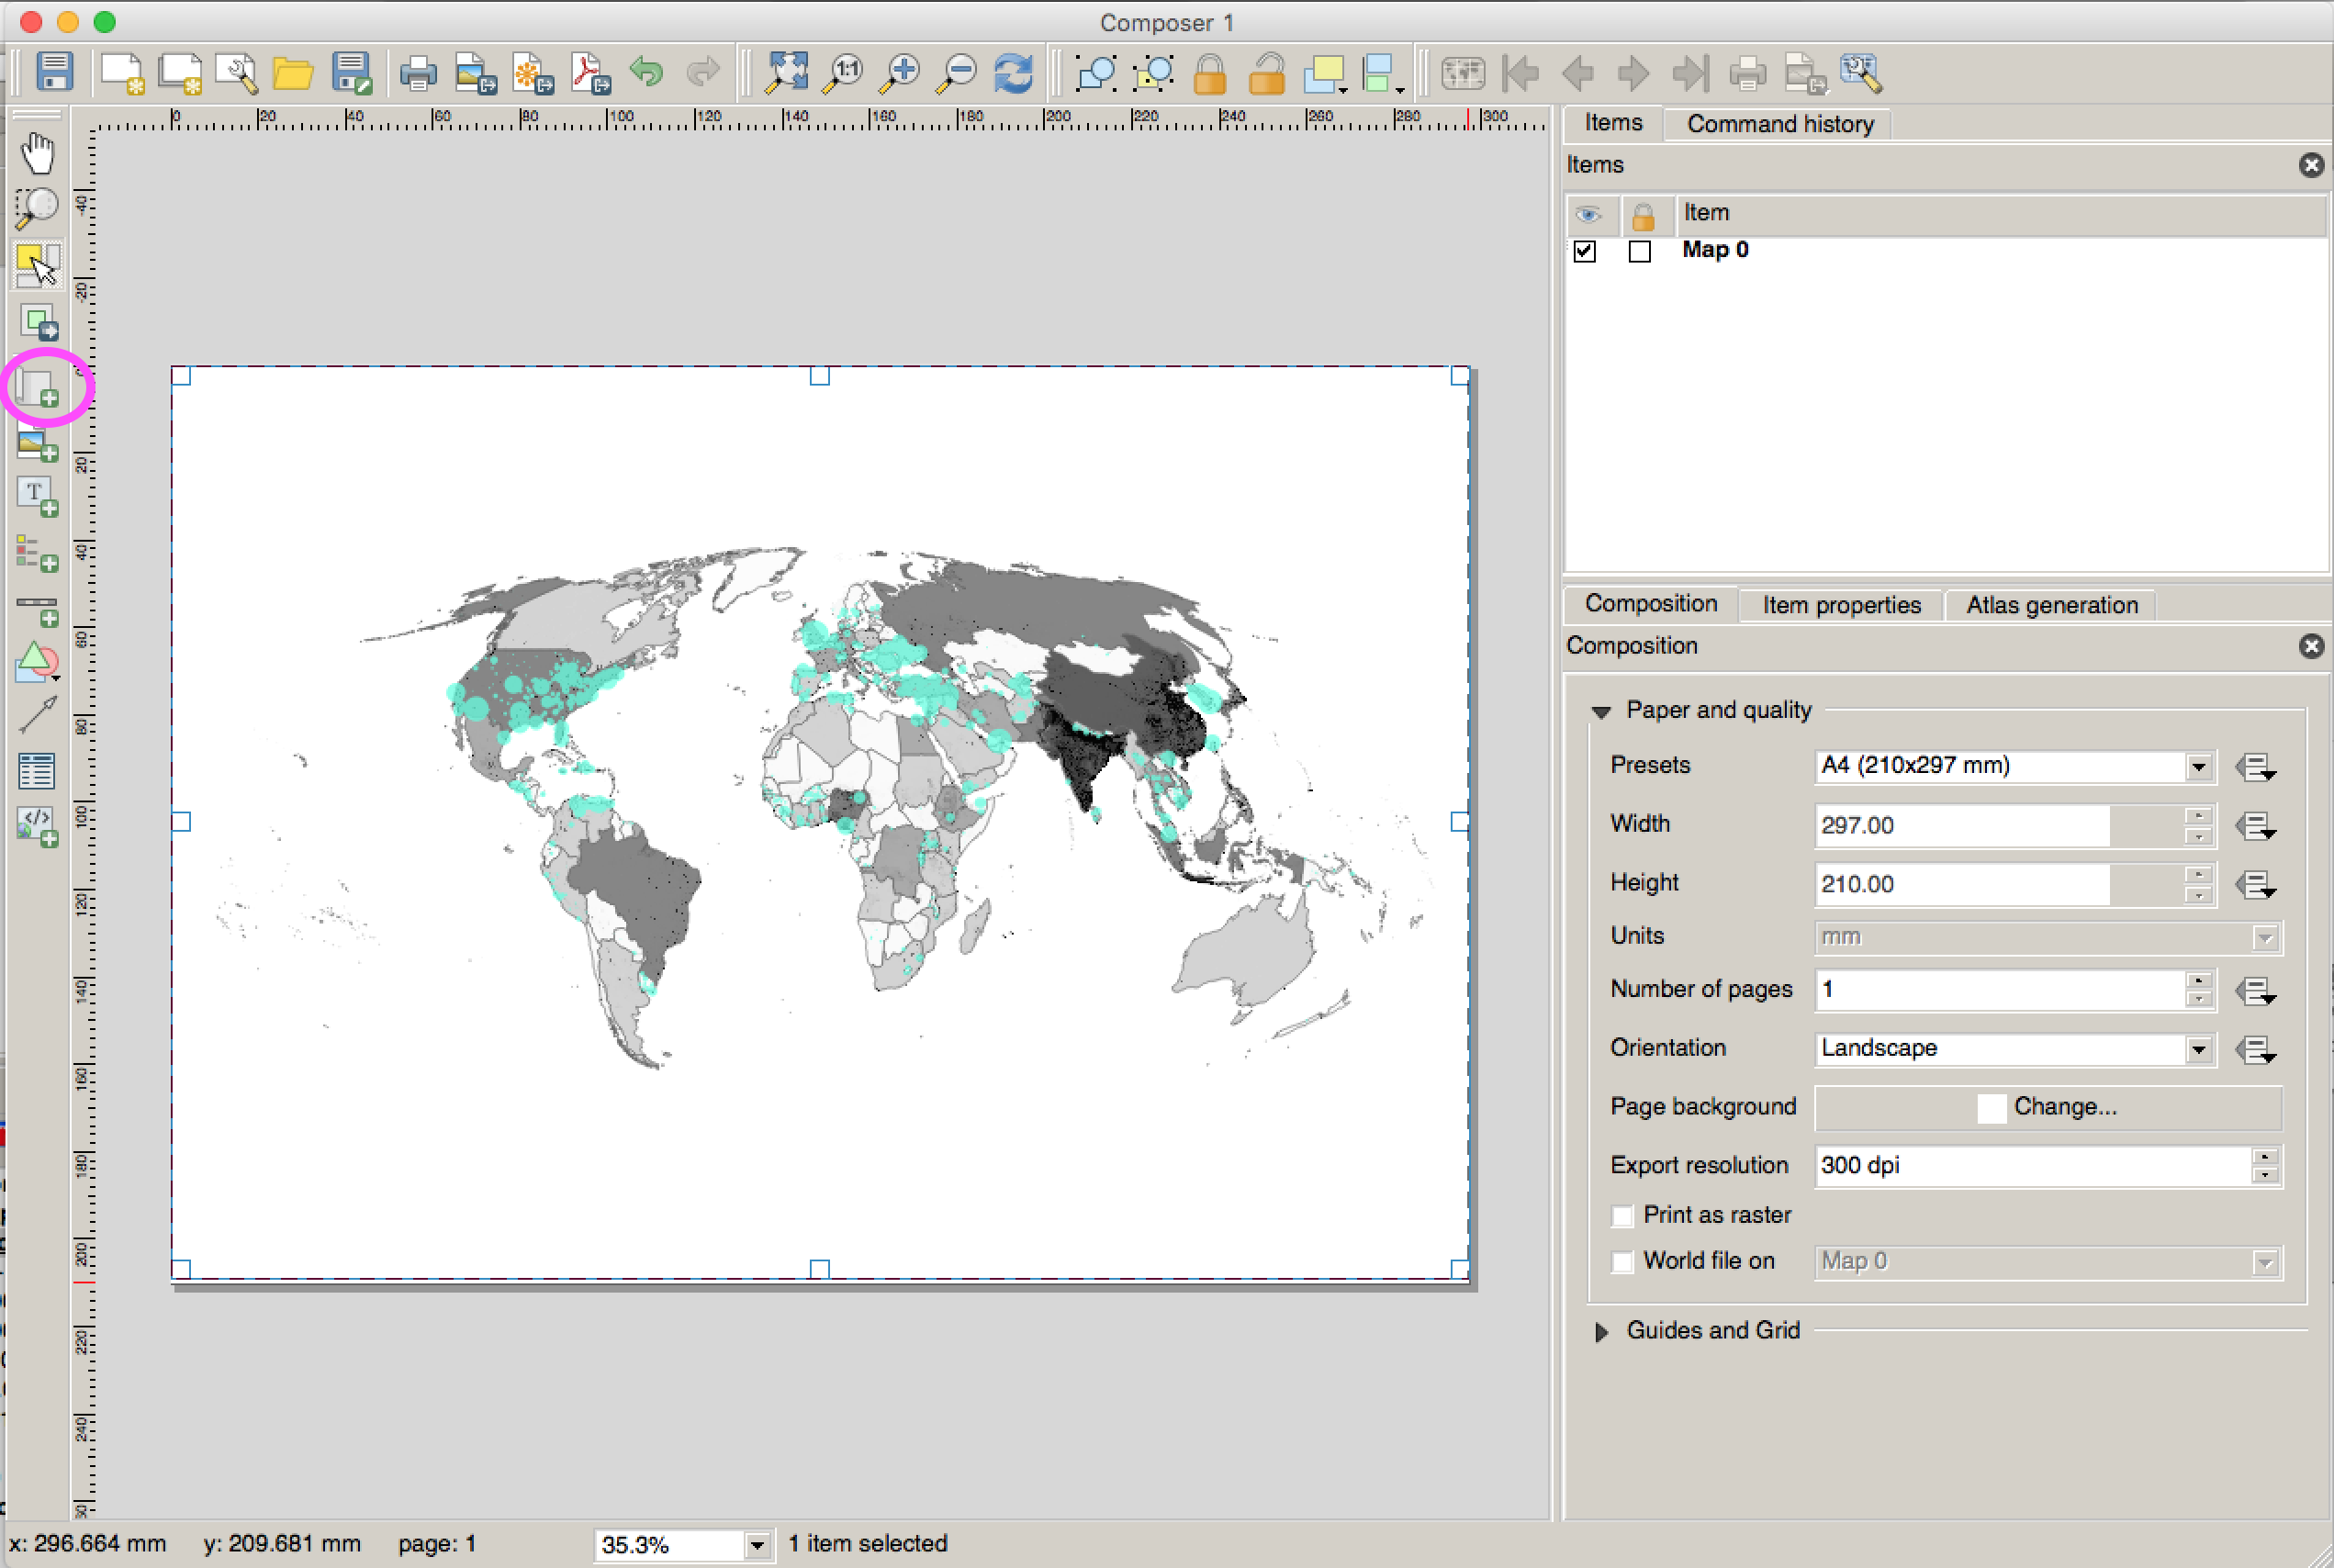 Composer 1
1:1
0 20 40 60 80 100 120 140 160 180 200 220 240 260 280 300
Items Command history
Items
Item
Map 0
-40
-20
0
20
40
60
80
100
120
140
160
180
200
220
240
T
</>
Composition Item properties Atlas generation
Composition
Paper and quality
Presets A4 (210x297 mm)
Width 297.00
Height 210.00
Units mm
Number of pages 1
Orientation Landscape
Page background Change...
Export resolution 300 dpi
Print as raster
World file on Map 0
Guides and Grid
x: 296.664 mm y: 209.681 mm page: 1 35.3% 1 item selected